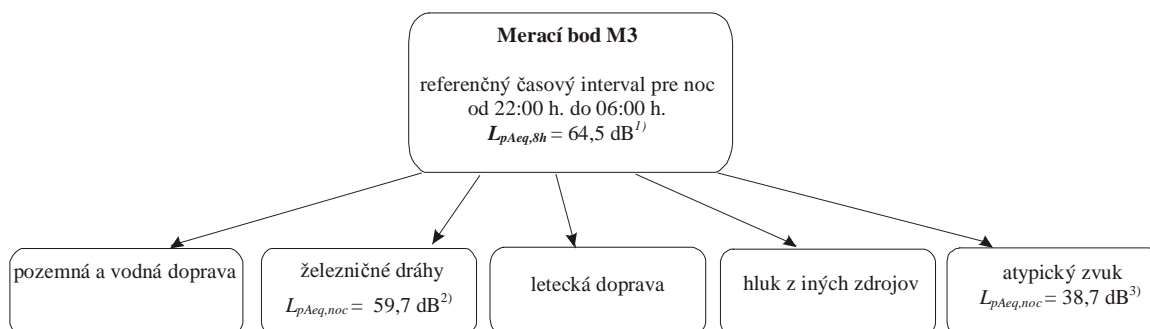 Merací bod M3
referenčný časový interval pre noc
od 22:00 h. do 06:00 h.
LpAeq,8h = 64,5 dB1)
pozemná a vodná doprava
železničné dráhy
LpAeq,noc = 59,7 dB2)
letecká doprava
hluk z iných zdrojov
atypický zvuk
LpAeq,noc = 38,7 dB3)